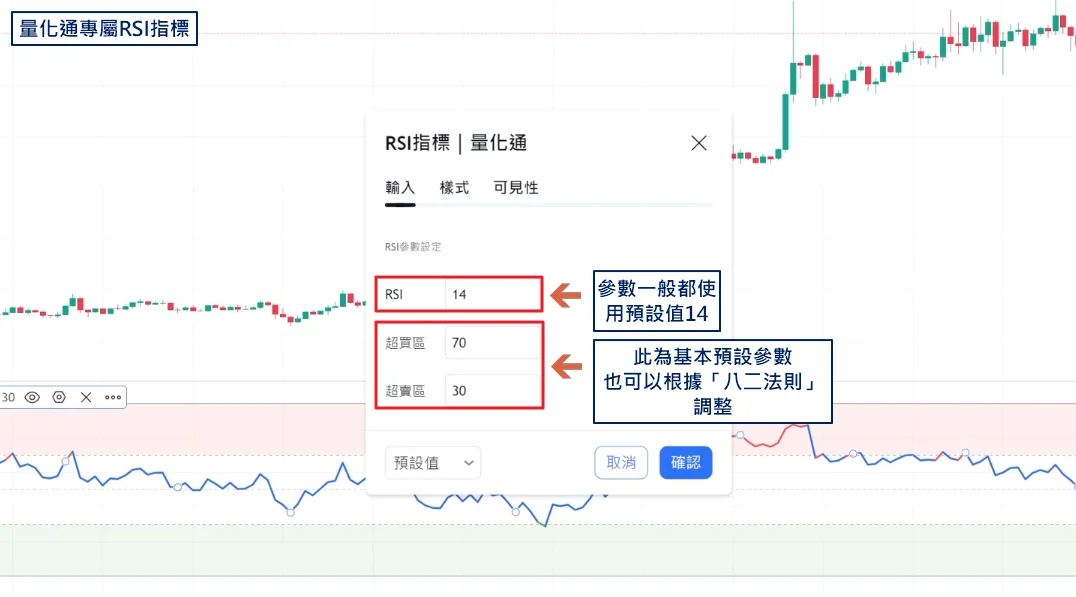 量化通專屬RSI指標
RSI指標｜量化通
輸入 樣式 可見性
RSI參數設定
RSI 14
參數一般都使
用預設值14
超買區 70
超賣區 30
此為基本預設參數
也可以根據「八二法則」
調整
30
預設值 取消 確認